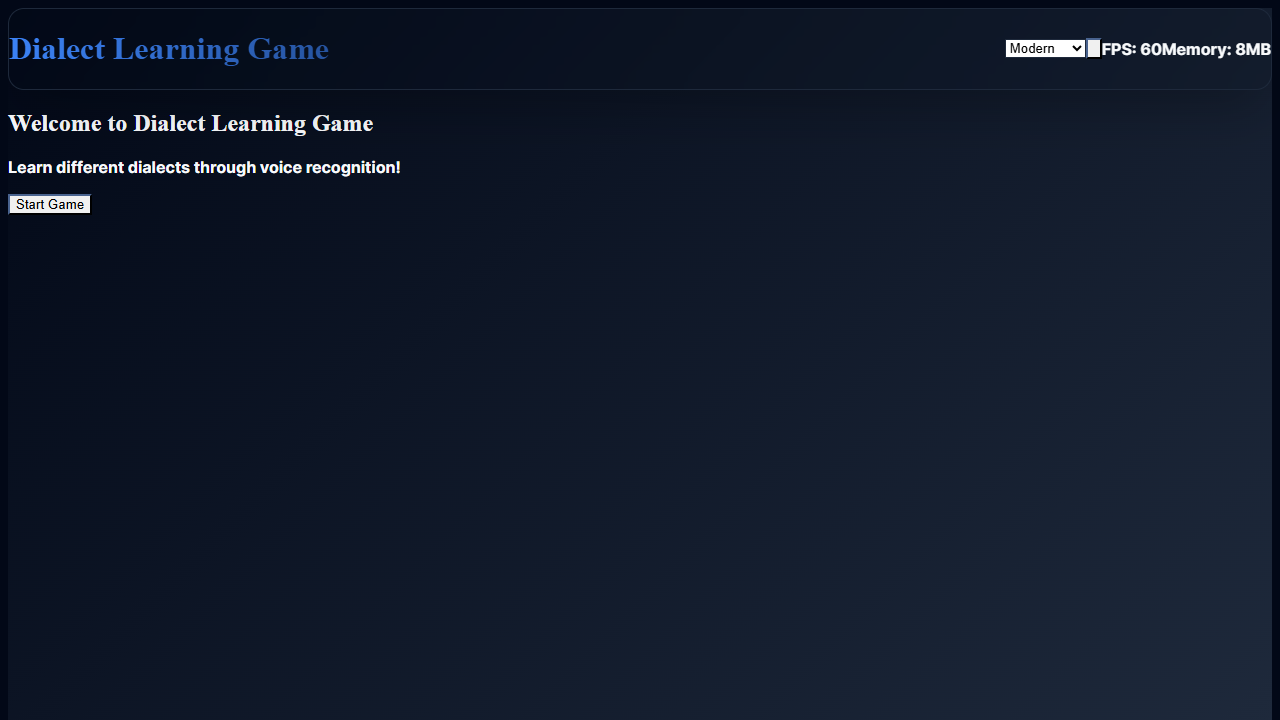 Dialect Learning Game
Modern
FPS: 60Memory: 8MB
Welcome to Dialect Learning Game
Learn different dialects through voice recognition!
Start Game